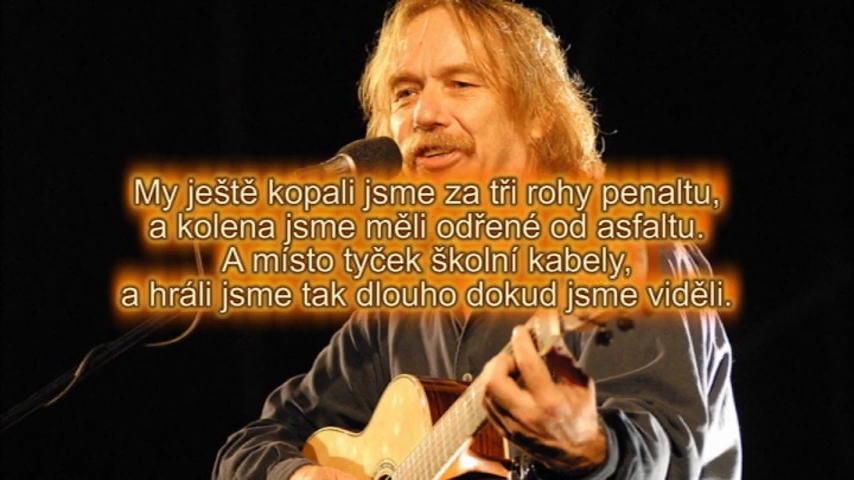 My ještě kopali jsme za tři rohy penaltu,
a kolena jsme měli odřené od asfaltu.
A místo tyček školní kabely,
a hráli jsme tak dlouho dokud jsme viděli.